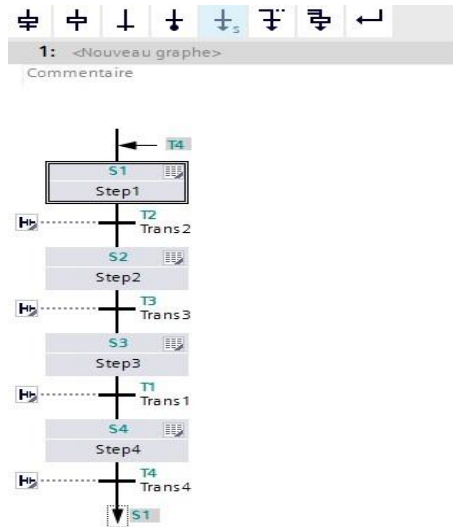 s
1: <Nouveau graphe>
Commentaire
T4
S1
Step1
T2
Trans2
S2
Step2
T3
Trans3
S3
Step3
T1
Trans1
S4
Step4
T4
Trans4
S1